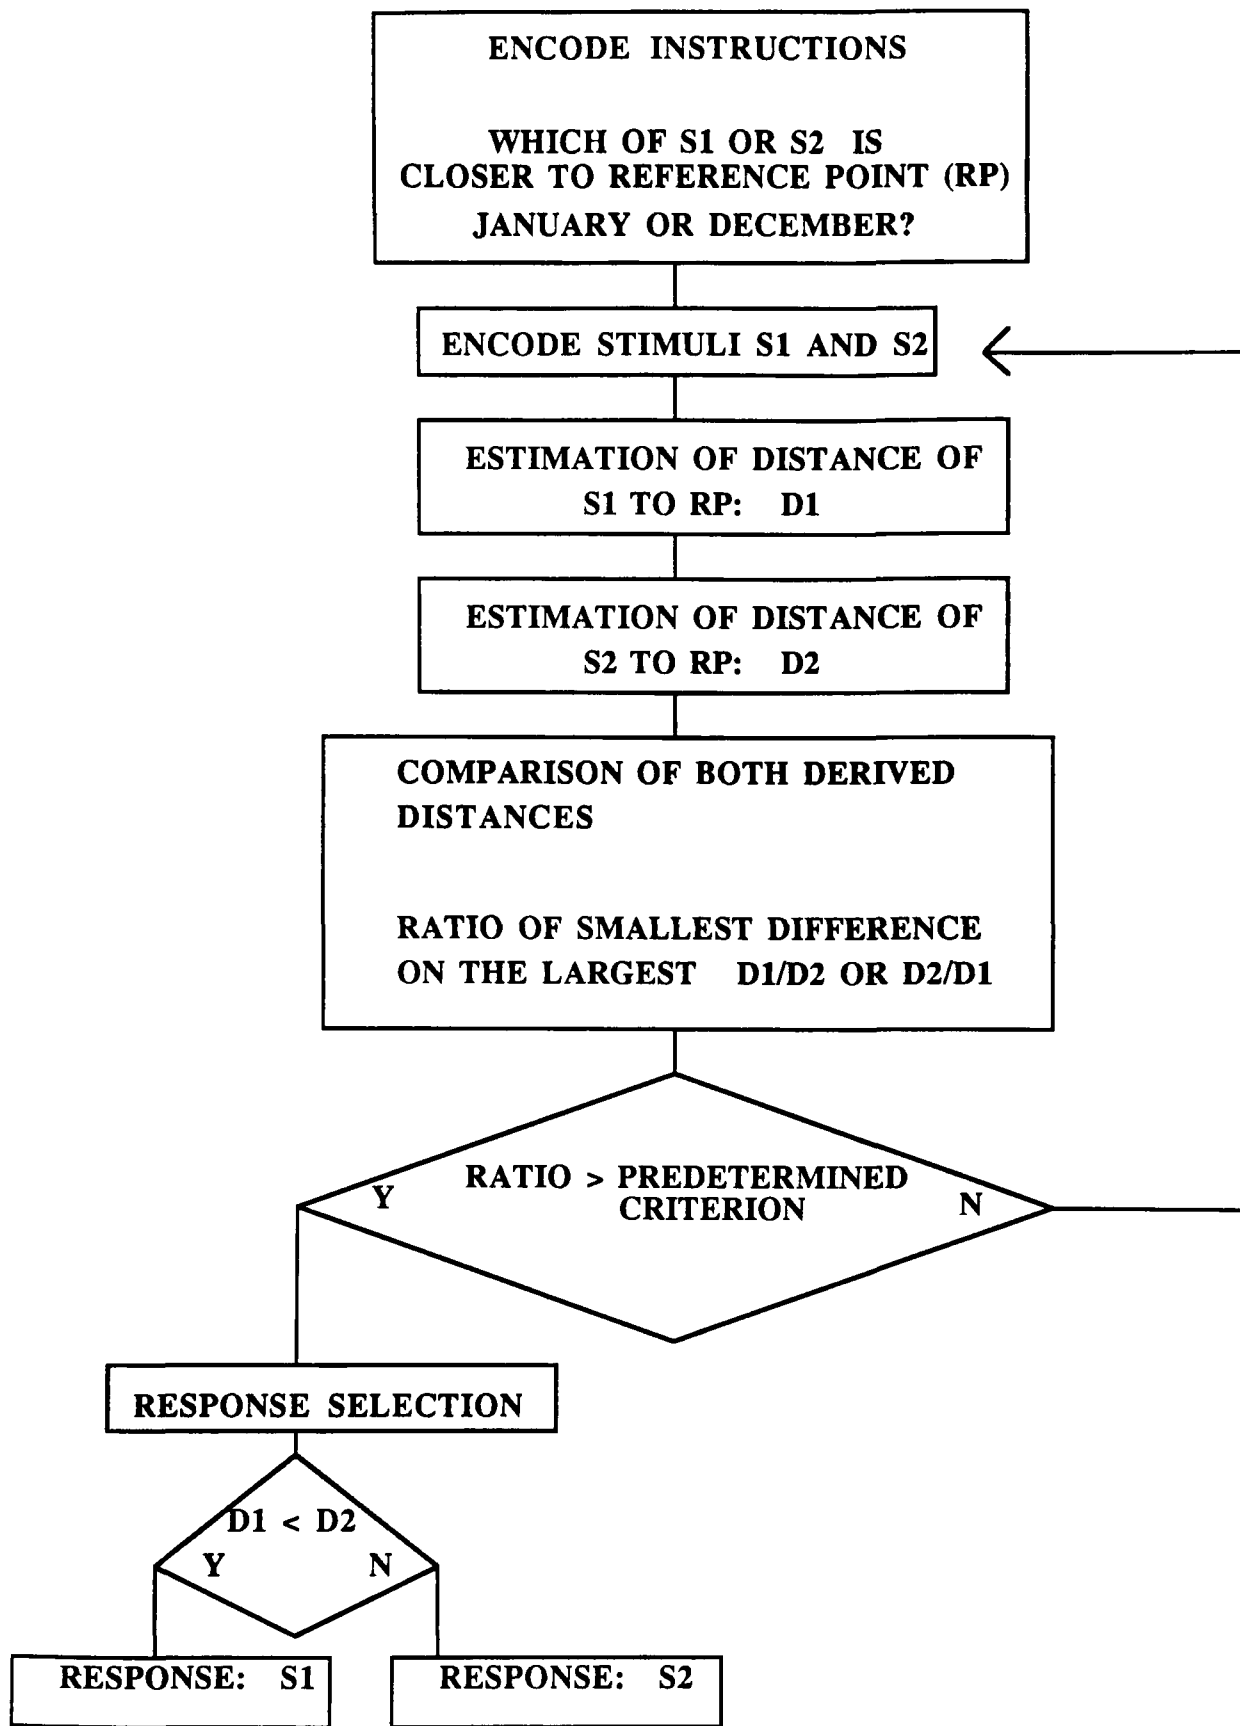 ENCODE INSTRUCTIONS
WHICH OF S1 OR S2 IS
CLOSER TO REFERENCE POINT (RP)
JANUARY OR DECEMBER?
ENCODE STIMULI S1 AND S2
ESTIMATION OF DISTANCE OF
S1 TO RP: D1
ESTIMATION OF DISTANCE OF
S2 TO RP: D2
COMPARISON OF BOTH DERIVED
DISTANCES
RATIO OF SMALLEST DIFFERENCE
ON THE LARGEST D1/D2 OR D2/D1
RATIO > PREDETERMINED
CRITERION
Y
N
RESPONSE SELECTION
D1 < D2
Y
N
RESPONSE: S1
RESPONSE: S2